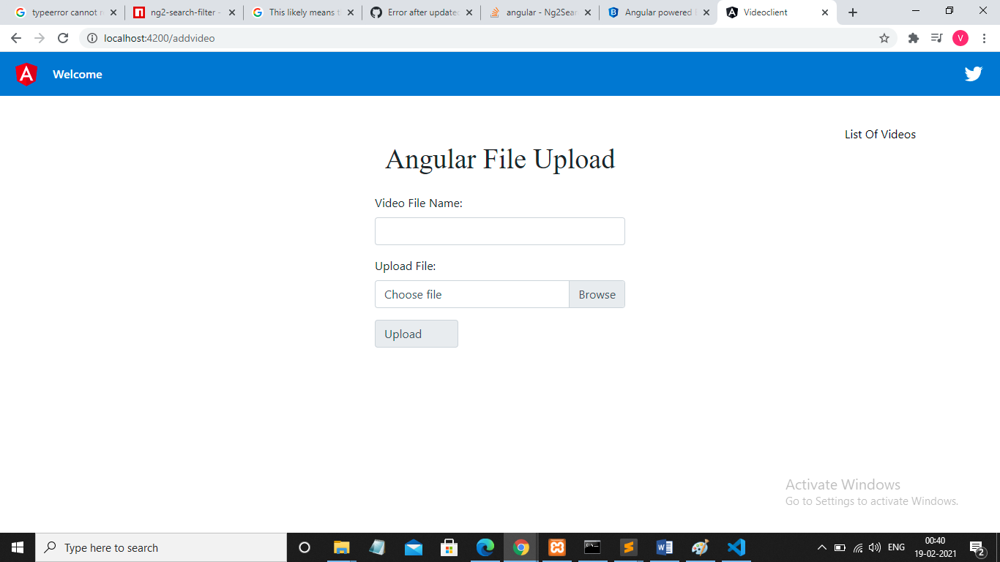 typeerror cannot r
ng2-search-filter -
This likely means t
Error after updated
angular - Ng2Sear
Angular powered
Videoclient
localhost:4200/addvideo
V
Welcome
List Of Videos
Angular File Upload
Video File Name:
Upload File:
Choose file
Browse
Upload
Activate Windows
Go to Settings to activate Windows.
Type here to search
ENG
00:40
19-02-2021
2